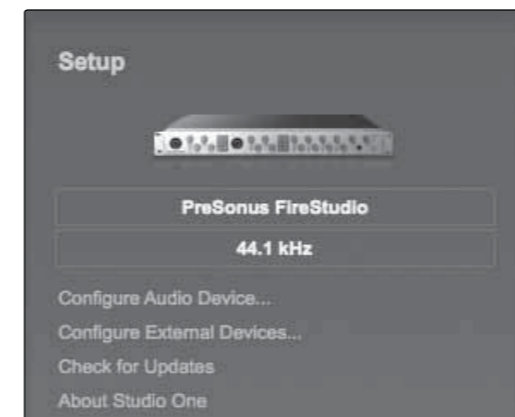 Setup
PreSonus FireStudio
44.1 kHz
Configure Audio Device...
Configure External Devices...
Check for Updates
About Studio One